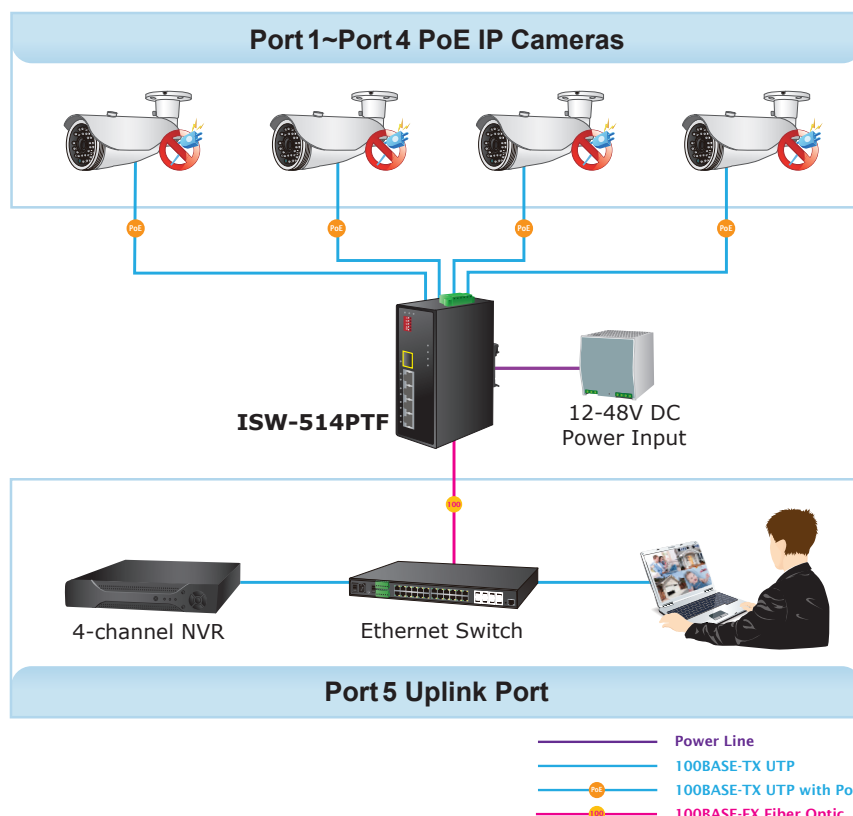 Port 1~Port 4 PoE IP Cameras
PoE
PoE
PoE
PoE
ISW-514PTF
12-48V DC
Power Input
100
4-channel NVR
Ethernet Switch
Port 5 Uplink Port
Power Line
100BASE-TX UTP
PoE
100BASE-TX UTP with Po
100
100BASE-FX Fiber Optic